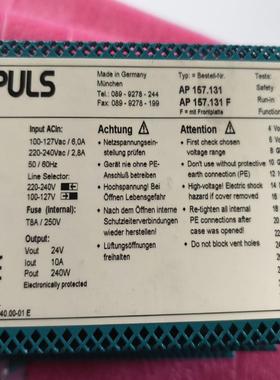 PULS
Made in Germany
München
Tel.: 089 - 9278 - 244
Fax: 089 - 9278 - 199
Typ: = Bestell-Nr.
AP 157.131
AP 157.131 F
F = mit Frontplatte
Tests:
Safety:
Run-in
Functi
Input ACin:
100-127Vac / 6,0A
220-240Vac / 2,8A
50 / 60Hz
Line Selector:
220-240V
100-127V
Fuse (internal):
T8A / 250V
Output:
Vout 24V
Iout 10A
Pout 240W
Electronically protected
Achtung
• Netzspannungsein-
stellung prüfen
• Gerät nie ohne PE-
Anschluß betreiben
• Hochspannung! Bei
Öffnen Lebensgefahr
• Nach dem Öffnen innere
Schutzleiterverbindungen
wieder herstellen!
• Lüftungsöffnungen
freihalten
Attention
• First check chosen
voltage range
• Don't use without protective
earth connection (PE)
• High-voltage! Electric shock
hazard if cover removed
• Re-tighten all internal
PE connections after
case was opened!
• Do not block vent holes
40.00-01 E